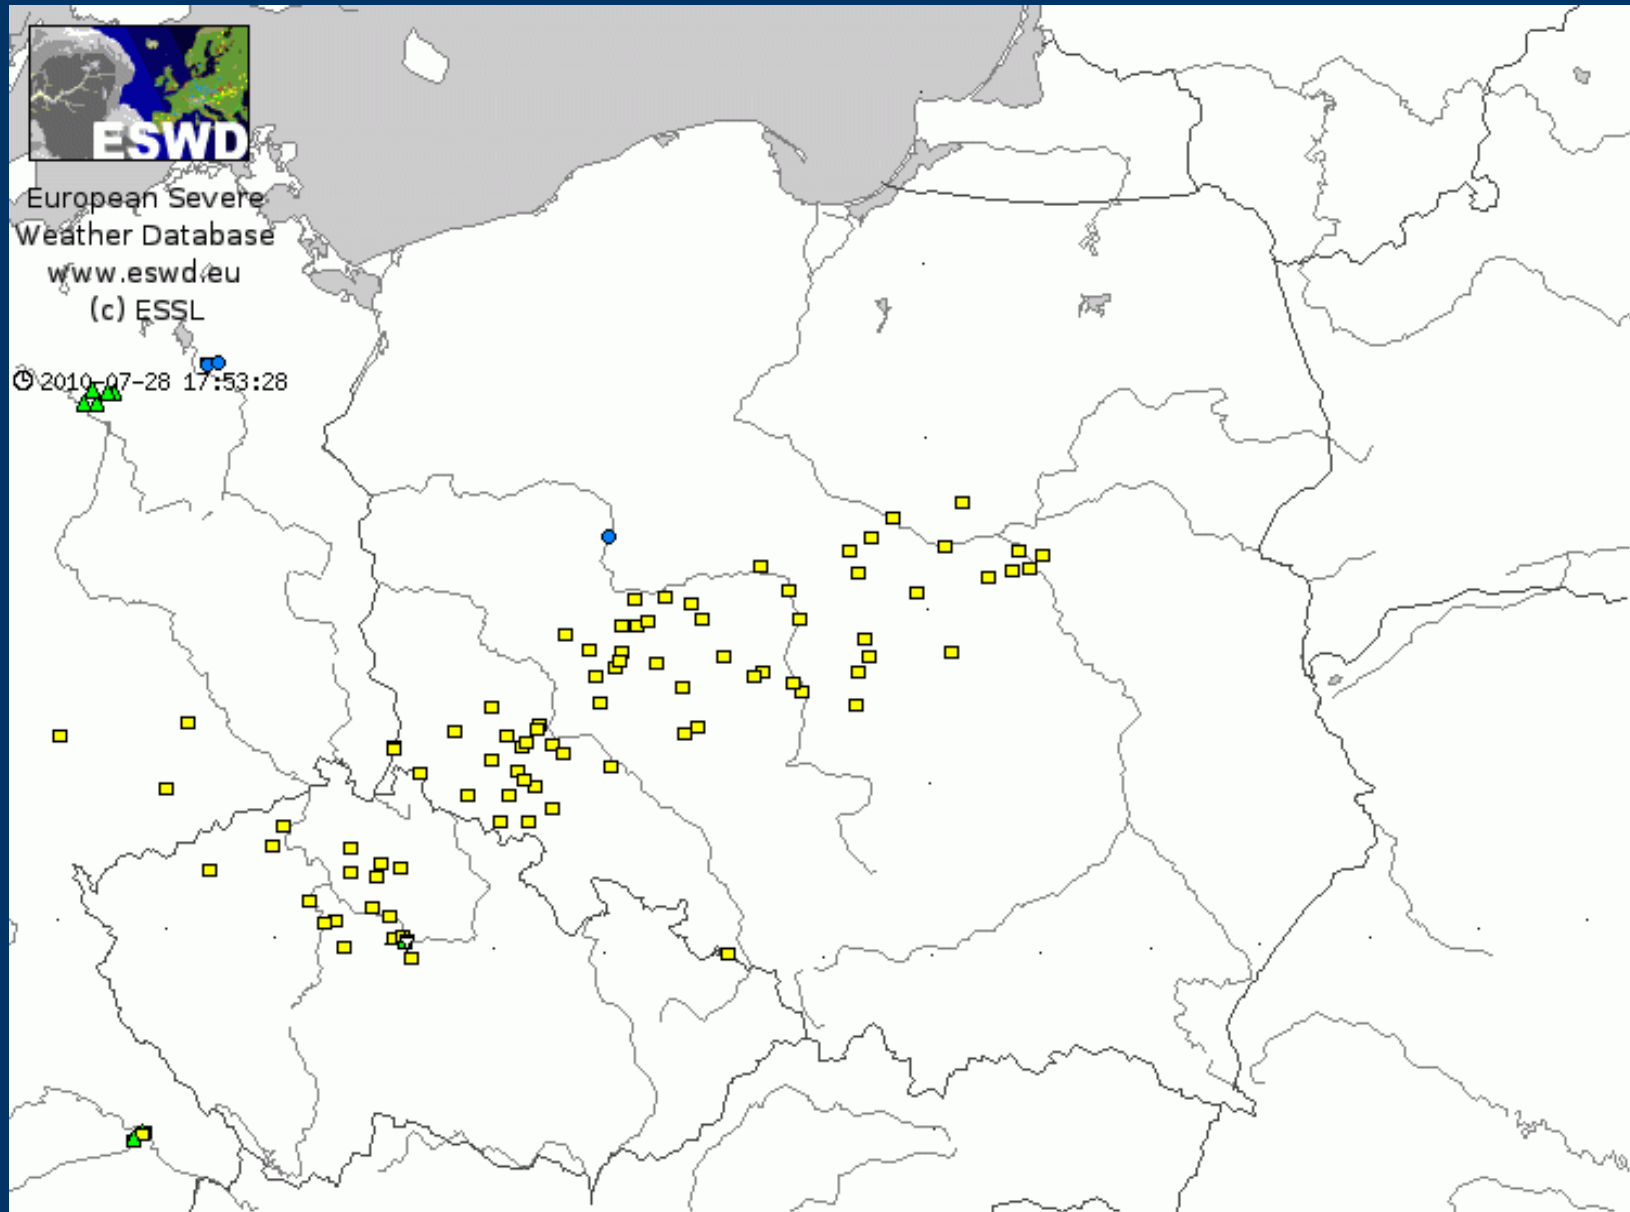 ESWD
European Severe
Weather Database
www.eswd.eu
(c) ESSL
2010-07-28 17:53:28